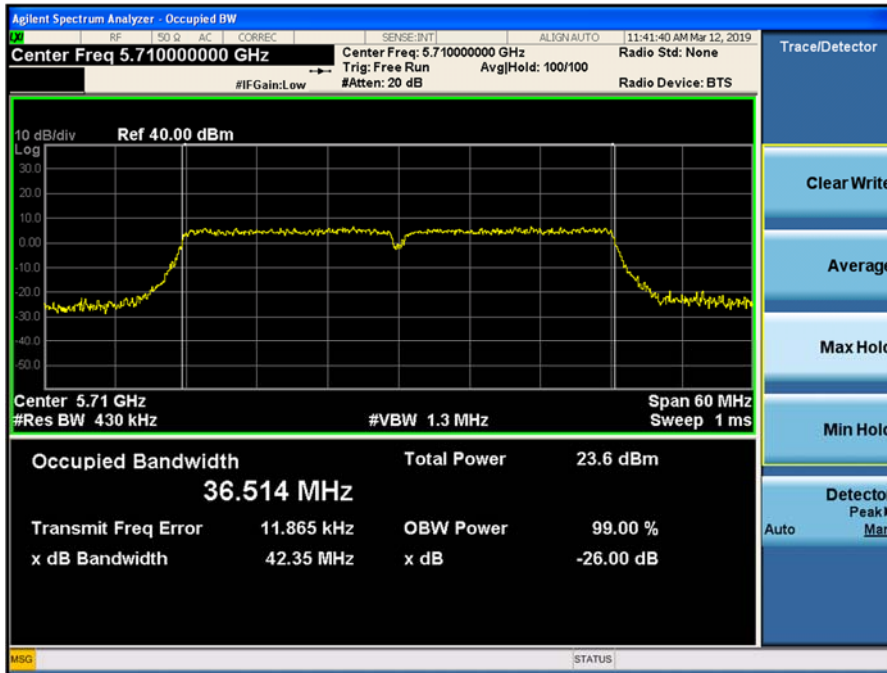 Agilent Spectrum Analyzer - Occupied BW
LXI RF 50 Ω AC CORREC SENSE:INT ALIGN AUTO 11:41:40 AM Mar 12, 2019
Center Freq 5.710000000 GHz Center Freq: 5.710000000 GHz Radio Std: None Trace/Detector
Trig: Free Run Avg|Hold: 100/100
#IFGain:Low #Atten: 20 dB Radio Device: BTS
10 dB/div Ref 40.00 dBm
Log
30.0
20.0
10.0
0.00
-10.0
-20.0
-30.0
-40.0
-50.0
Center 5.71 GHz Span 60 MHz
#Res BW 430 kHz #VBW 1.3 MHz Sweep 1 ms
Occupied Bandwidth Total Power 23.6 dBm
36.514 MHz
Transmit Freq Error 11.865 kHz OBW Power 99.00 %
x dB Bandwidth 42.35 MHz x dB -26.00 dB
Clear Write
Average
Max Hold
Min Hold
Detector
Peak
Auto Man
MSG STATUS